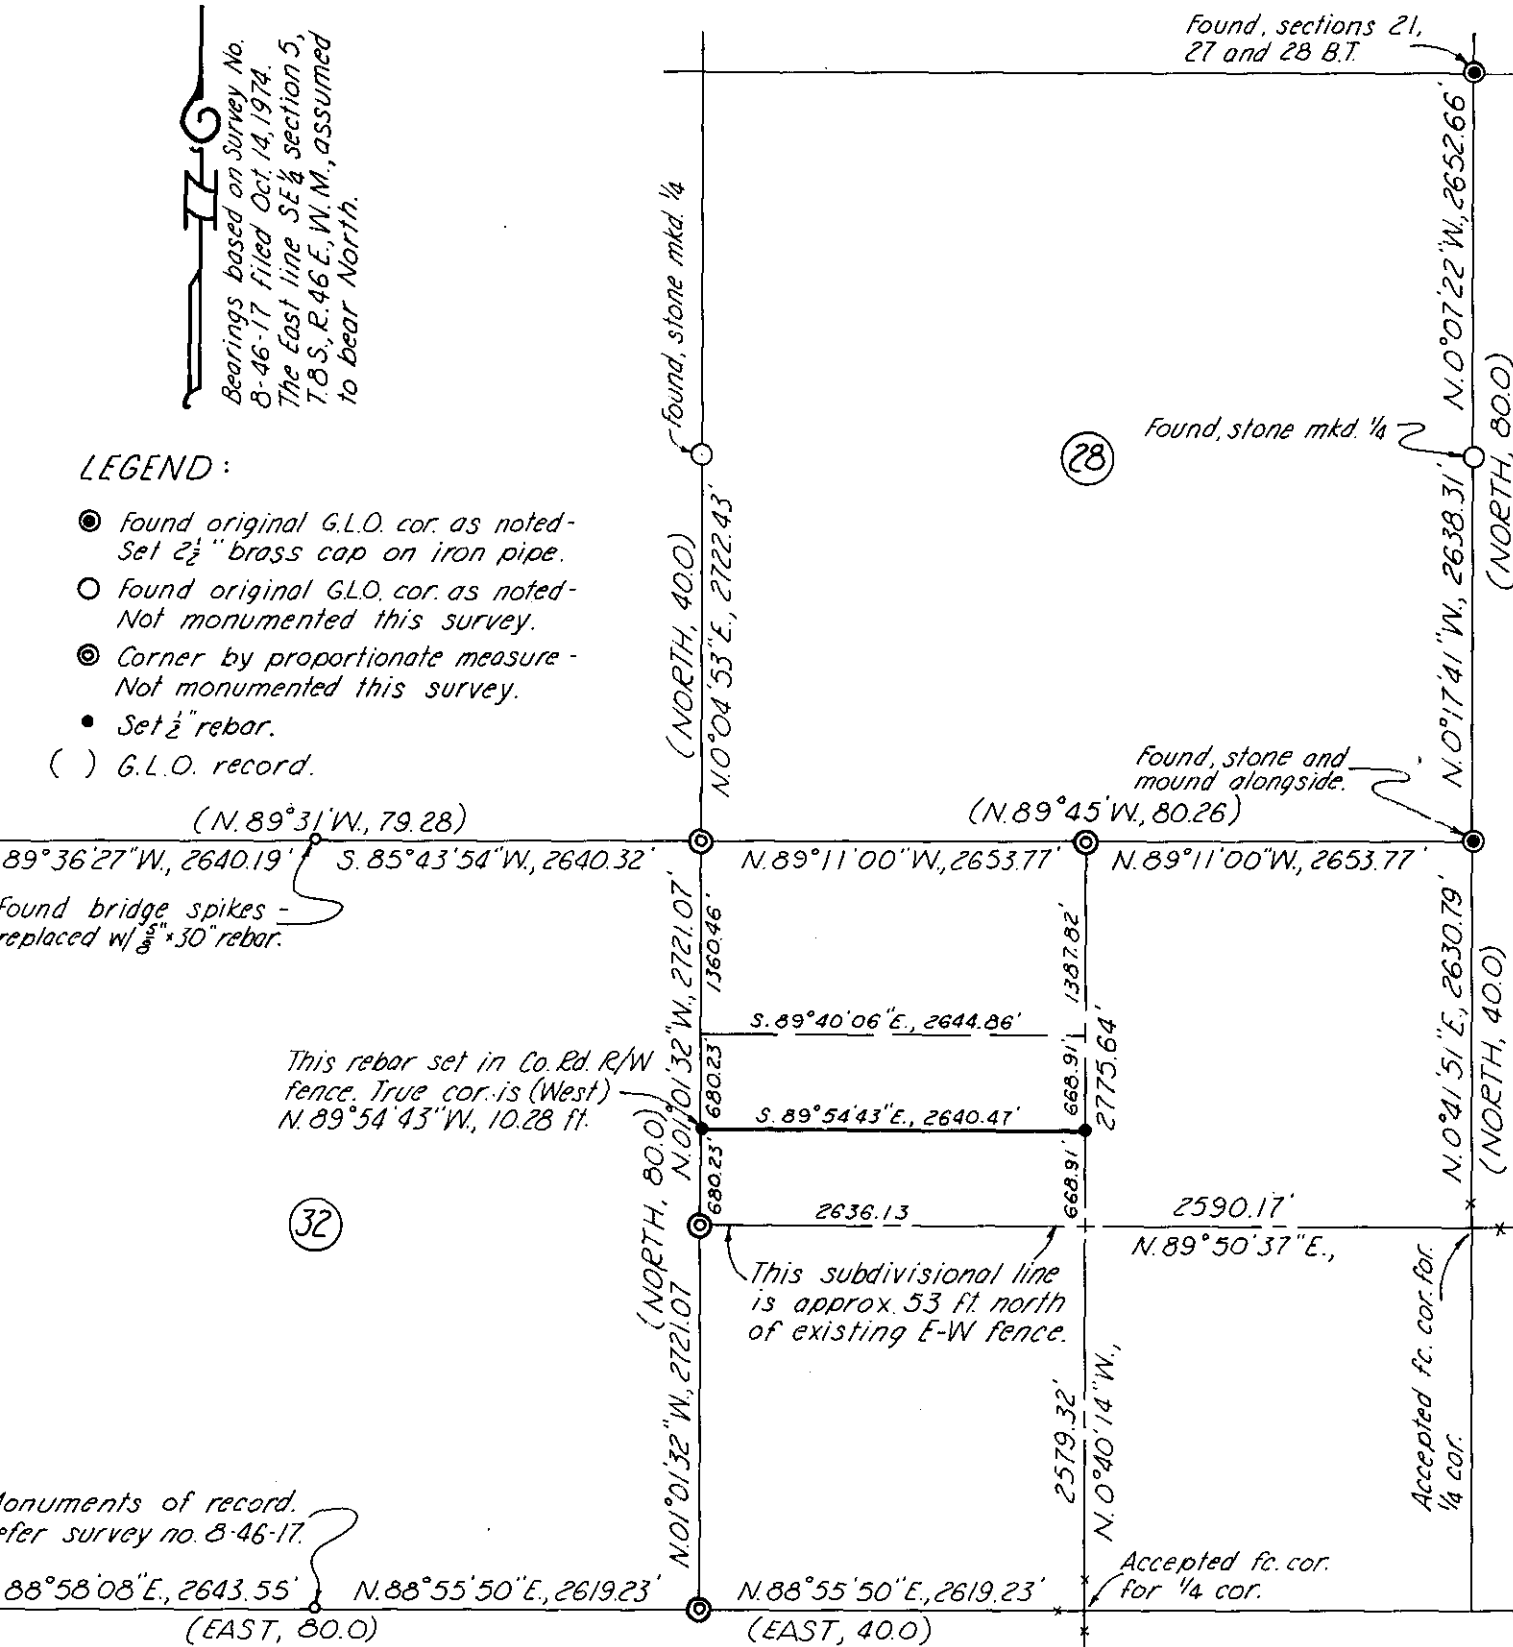 Bearings based on Survey No.
8-46-17 filed Oct. 14, 1974.
The East line SE¼ section 5,
T.8S., R.46E., W.M., assumed
to bear North.
Found, sections 21,
27 and 28 B.T.
N.0°07'22"W., 2652.66'
(NORTH, 80.0)
Found, stone mkd. ¼
Found, stone mkd. ¼
28
N.0°17'41"W., 2638.31'
LEGEND:
Found original G.L.O. cor. as noted-
Set 2½" brass cap on iron pipe.
Found original G.L.O. cor. as noted-
Not monumented this survey.
Corner by proportionate measure -
Not monumented this survey.
Set ½" rebar.
( ) G.L.O. record.
(NORTH, 40.0)
N.0°04'53"E., 2722.43'
Found, stone and
mound alongside.
(N.89°31'W., 79.28)
(N.89°45'W., 80.26)
89°36'27"W., 2640.19'
S.85°43'54"W., 2640.32'
N.89°11'00"W., 2653.77'
N.89°11'00"W., 2653.77'
Found bridge spikes -
replaced w/ ⅝"x30" rebar.
N.01°01'32"W., 2721.07'
1360.46'
1387.82'
N.0°41'51"E., 2630.79'
(NORTH, 40.0)
S.89°40'06"E., 2644.86'
680.23'
668.91'
2775.64'
This rebar set in Co. Rd. R/W
fence. True cor. is (West)
N.89°54'43"W., 10.28 ft.
S.89°54'43"E., 2640.47'
680.23'
668.91'
(NORTH, 80.0)
32
2636.13
2590.17'
N.89°50'37"E.,
This subdivisional line
is approx. 53 ft. north
of existing E-W fence.
Accepted fc. cor. for
¼ cor.
N.01°01'32"W., 2721.07
2579.32'
N.0°40'14"W.,
Monuments of record.
efer survey no. 8-46-17.
Accepted fc. cor.
for ¼ cor.
88°58'08"E., 2643.55'
N.88°55'50"E., 2619.23'
N.88°55'50"E., 2619.23'
(EAST, 80.0)
(EAST, 40.0)